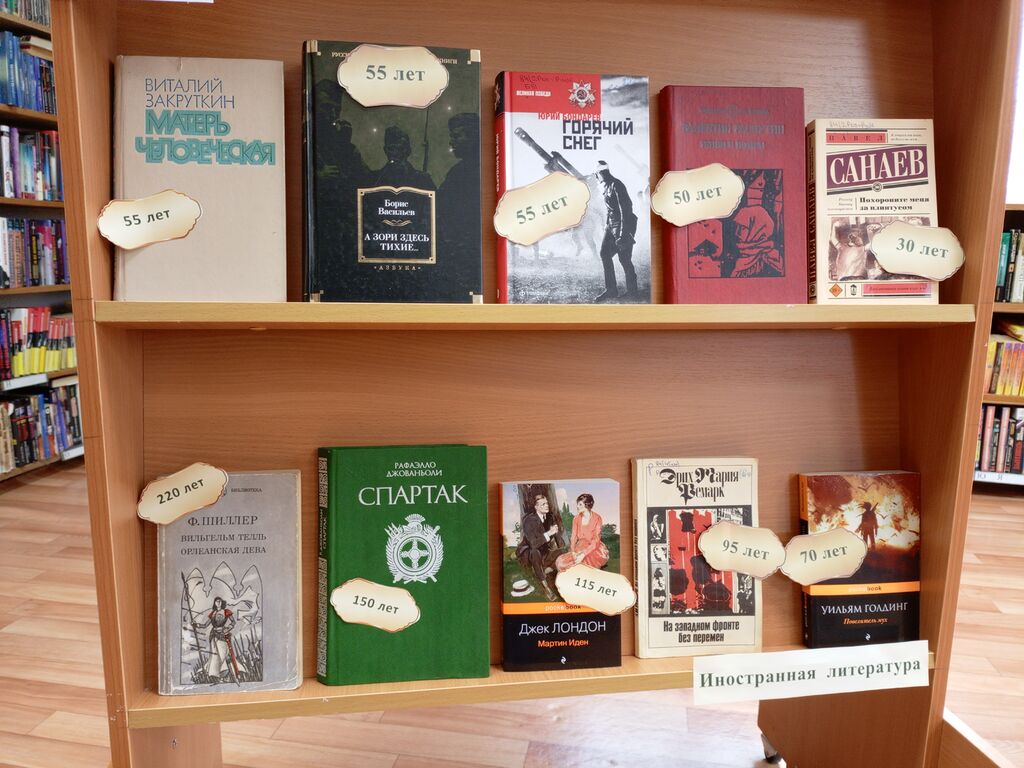 ВИТАЛИЙ
ЗАКРУТКИН
МАТЕРЬ
ЧЕЛОВЕЧЕСКАЯ
55 лет
55 лет
Борис
Васильев
А ЗОРИ ЗДЕСЬ
ТИХИЕ...
·АЗБУКА·
ВЕЛИКАЯ ПОБЕДА
ЮРИЙ БОНДАРЕВ
ГОРЯЧИЙ
СНЕГ
55 лет
50 лет
ПАВЕЛ
САНАЕВ
Похороните меня
за плинтусом
30 лет
220 лет
БИБЛИОТЕКА
Ф. ШИЛЛЕР
ВИЛЬГЕЛЬМ ТЕЛЛЬ
ОРЛЕАНСКАЯ ДЕВА
РАФАЭЛЛО
ДЖОВАНЬОЛИ
СПАРТАК
150 лет
115 лет
Джек ЛОНДОН
Мартин Иден
Эрих Мария
Ремарк
95 лет
На западном фронте
без перемен
70 лет
УИЛЬЯМ ГОЛДИНГ
Повелитель мух
Иностранная литература